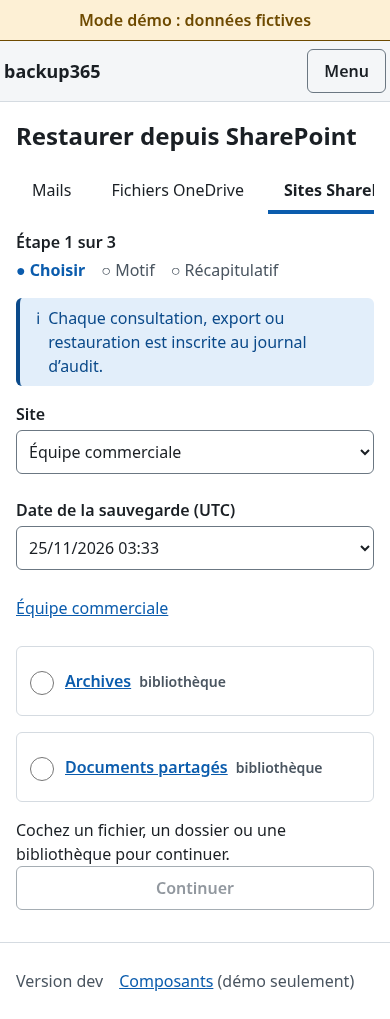 Mode démo : données fictives
backup365
Menu
Restaurer depuis SharePoint
Mails Fichiers OneDrive Sites Share
Étape 1 sur 3
● Choisir ○ Motif ○ Récapitulatif
i Chaque consultation, export ou
restauration est inscrite au journal
d’audit.
Site
Équipe commerciale
Date de la sauvegarde (UTC)
25/11/2026 03:33
Équipe commerciale
Archives bibliothèque
Documents partagés bibliothèque
Cochez un fichier, un dossier ou une
bibliothèque pour continuer.
Continuer
Version dev Composants (démo seulement)